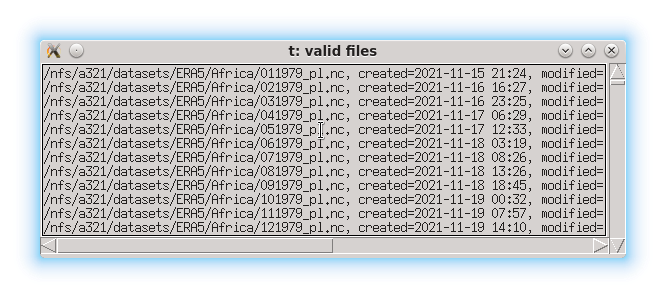 t: valid files
/nfs/a321/datasets/ERA5/Africa/011979_pl.nc, created=2021-11-15 21:24, modified=
/nfs/a321/datasets/ERA5/Africa/021979_pl.nc, created=2021-11-16 16:27, modified=
/nfs/a321/datasets/ERA5/Africa/031979_pl.nc, created=2021-11-16 23:25, modified=
/nfs/a321/datasets/ERA5/Africa/041979_pl.nc, created=2021-11-17 06:29, modified=
/nfs/a321/datasets/ERA5/Africa/051979_pl.nc, created=2021-11-17 12:33, modified=
/nfs/a321/datasets/ERA5/Africa/061979_pl.nc, created=2021-11-18 03:19, modified=
/nfs/a321/datasets/ERA5/Africa/071979_pl.nc, created=2021-11-18 08:26, modified=
/nfs/a321/datasets/ERA5/Africa/081979_pl.nc, created=2021-11-18 13:26, modified=
/nfs/a321/datasets/ERA5/Africa/091979_pl.nc, created=2021-11-18 18:45, modified=
/nfs/a321/datasets/ERA5/Africa/101979_pl.nc, created=2021-11-19 00:32, modified=
/nfs/a321/datasets/ERA5/Africa/111979_pl.nc, created=2021-11-19 07:57, modified=
/nfs/a321/datasets/ERA5/Africa/121979_pl.nc, created=2021-11-19 14:10, modified=